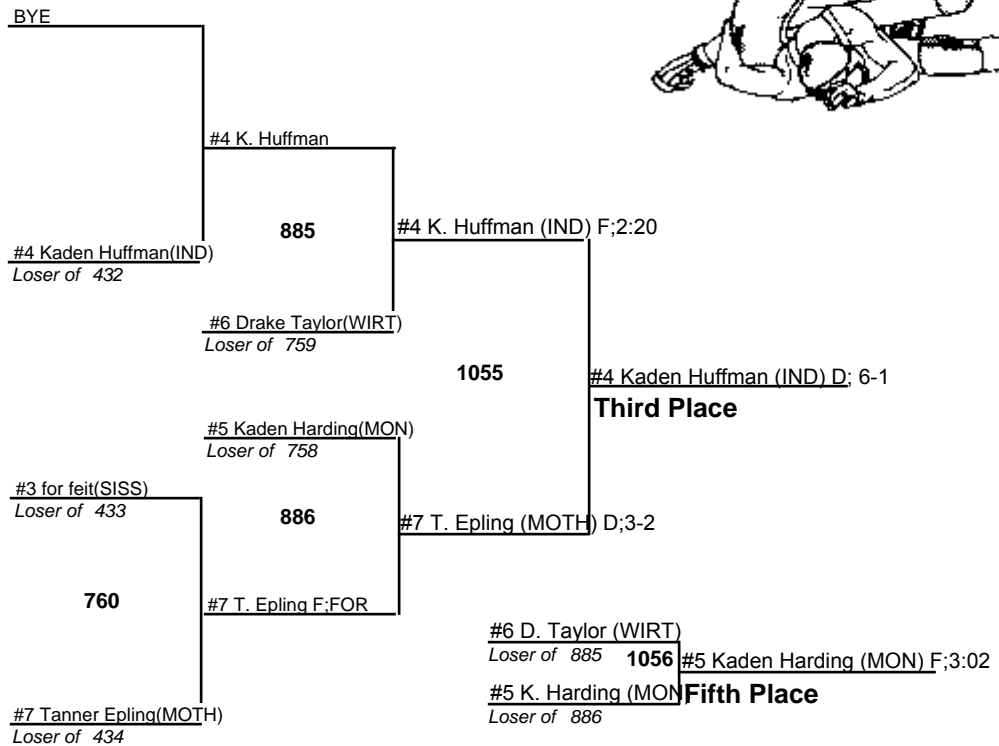 BYE
#4 K. Huffman
885
#4 K. Huffman (IND) F;2:20
#4 Kaden Huffman(IND)
Loser of 432
#6 Drake Taylor(WIRT)
Loser of 759
1055
#4 Kaden Huffman (IND) D; 6-1
Third Place
#5 Kaden Harding(MON)
Loser of 758
#3 for feit(SISS)
Loser of 433
886
#7 T. Epling (MOTH) D;3-2
760
#7 T. Epling F;FOR
#7 Tanner Epling(MOTH)
Loser of 434
#6 D. Taylor (WIRT)
Loser of 885
1056
#5 Kaden Harding (MON) F;3:02
#5 K. Harding (MON
Fifth Place
Loser of 886